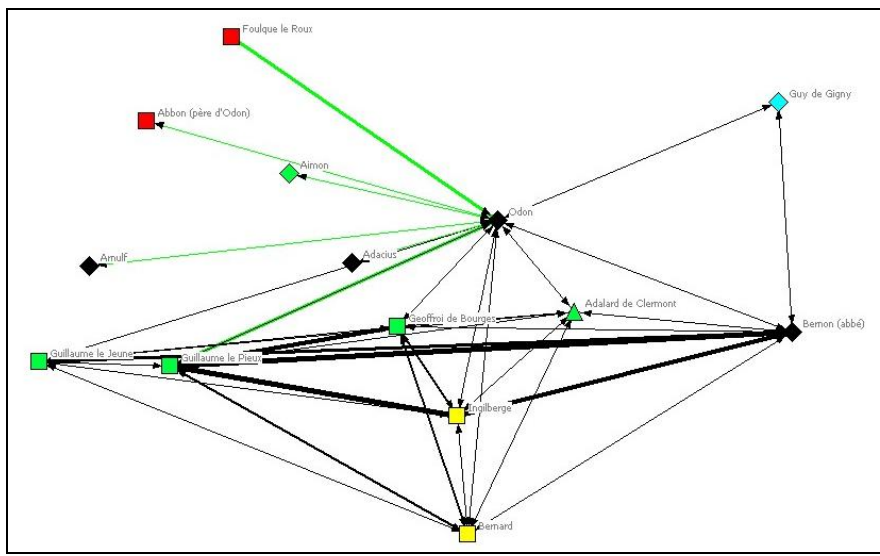 Foulque le Roux
Guy de Gigny
Abbon (père d'Odon)
Aimon
Odon
Arnulf
Adacius
Adalard de Clermont
Geoffroi de Bourges
Bernon (abbé)
Guillaume le Jeune
Guillaume le Pieux
Ingilberge
Bernard